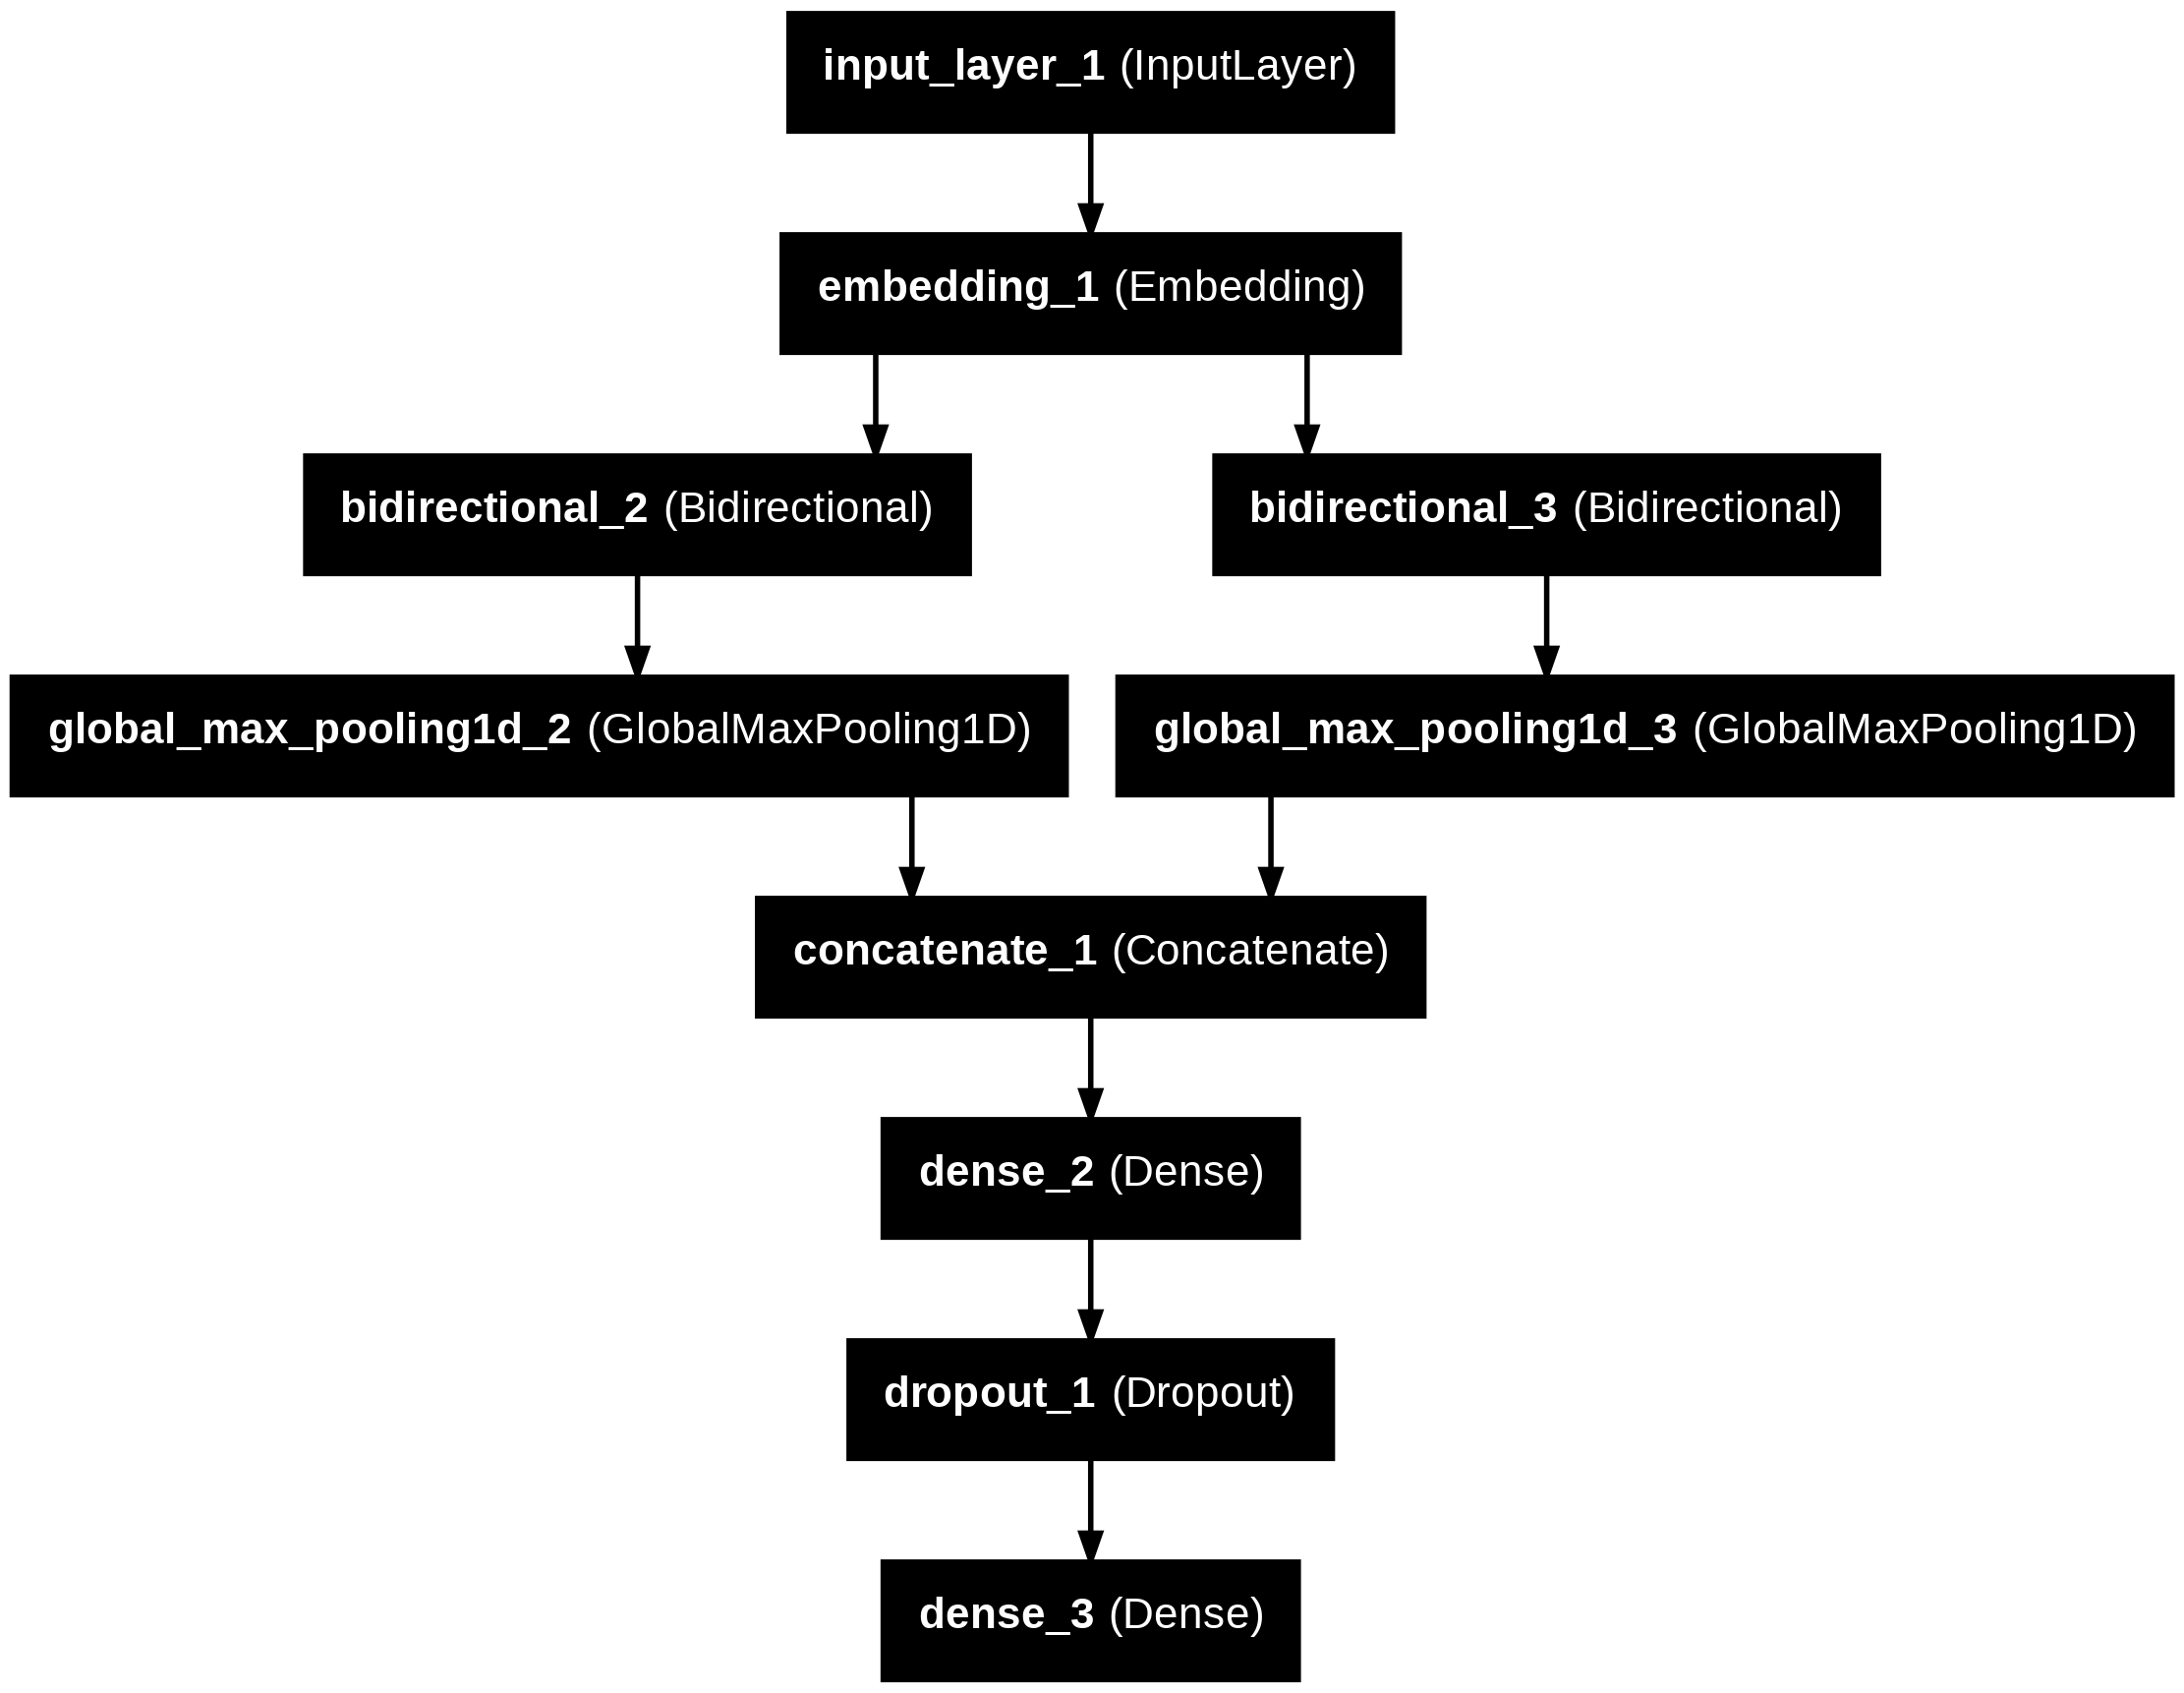 input_layer_1 (InputLayer)
embedding_1 (Embedding)
bidirectional_2 (Bidirectional)
bidirectional_3 (Bidirectional)
global_max_pooling1d_2 (GlobalMaxPooling1D)
global_max_pooling1d_3 (GlobalMaxPooling1D)
concatenate_1 (Concatenate)
dense_2 (Dense)
dropout_1 (Dropout)
dense_3 (Dense)